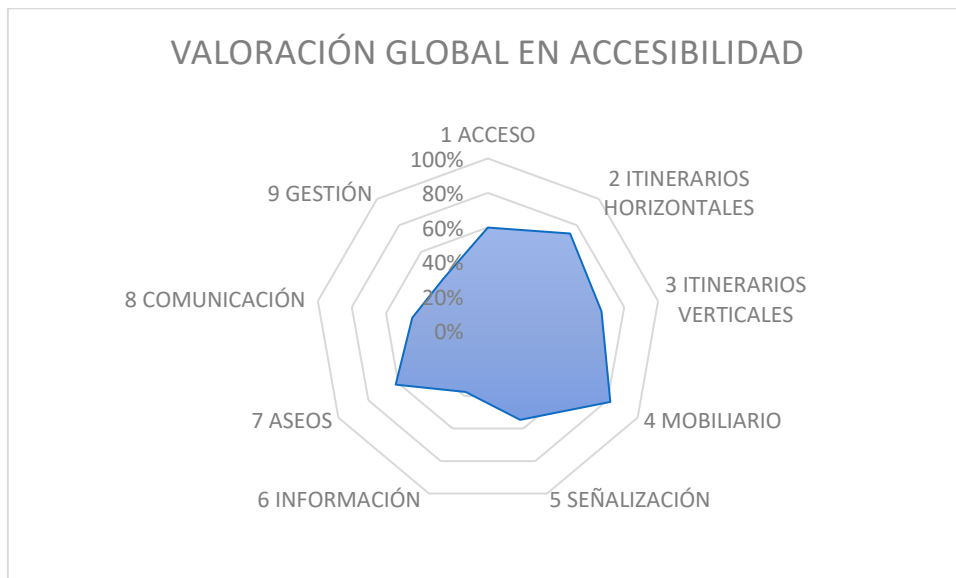 VALORACIÓN GLOBAL EN ACCESIBILIDAD
1 ACCESO
100%
80%
60%
40%
20%
0%
2 ITINERARIOS
HORIZONTALES
3 ITINERARIOS
VERTICALES
4 MOBILIARIO
5 SEÑALIZACIÓN
6 INFORMACIÓN
7 ASEOS
8 COMUNICACIÓN
9 GESTIÓN